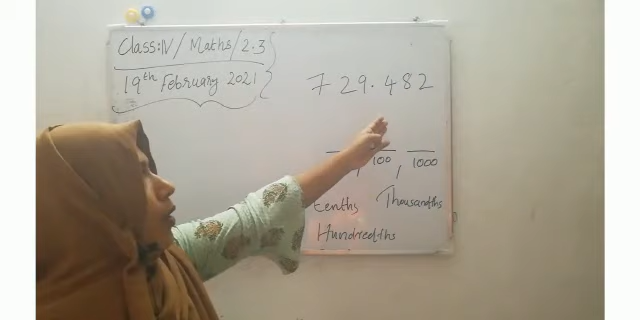 Class:IV/ Maths/2.3
19th February 2021
729.482
100, 1000
tenths Thousandths
Hundredths